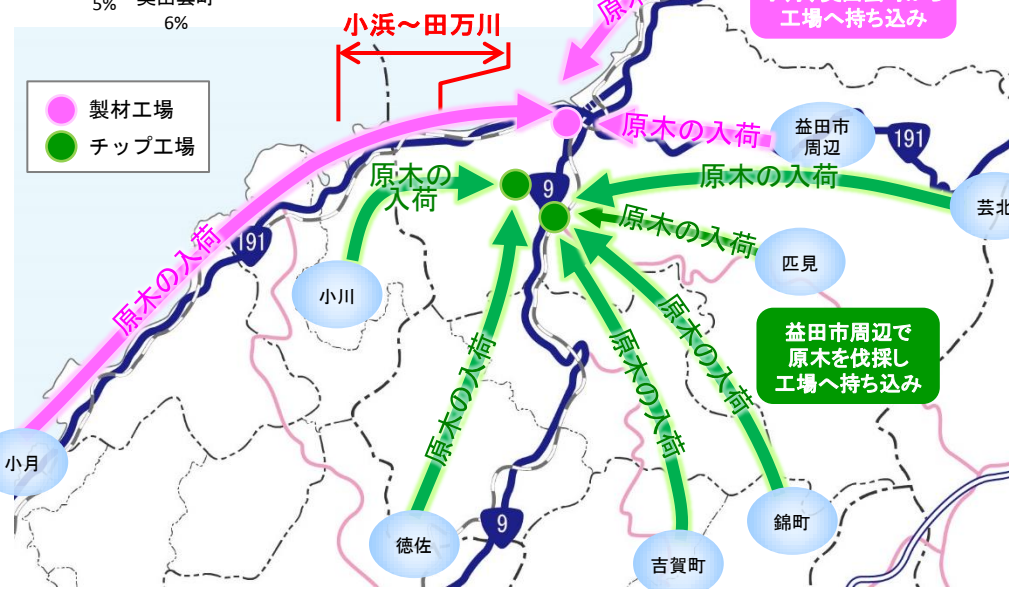 5%
6%
小浜～田万川
工場へ持ち込み
製材工場
チップ工場
原木の入荷
益田市
周辺
191
原木の
入荷
9
原木の入荷
芸北
原木の入荷
匹見
191
原木の入荷
小川
益田市周辺で
原木を伐採し
工場へ持ち込み
原木の入荷
原木の入荷
原木の入荷
小月
徳佐
9
吉賀町
錦町